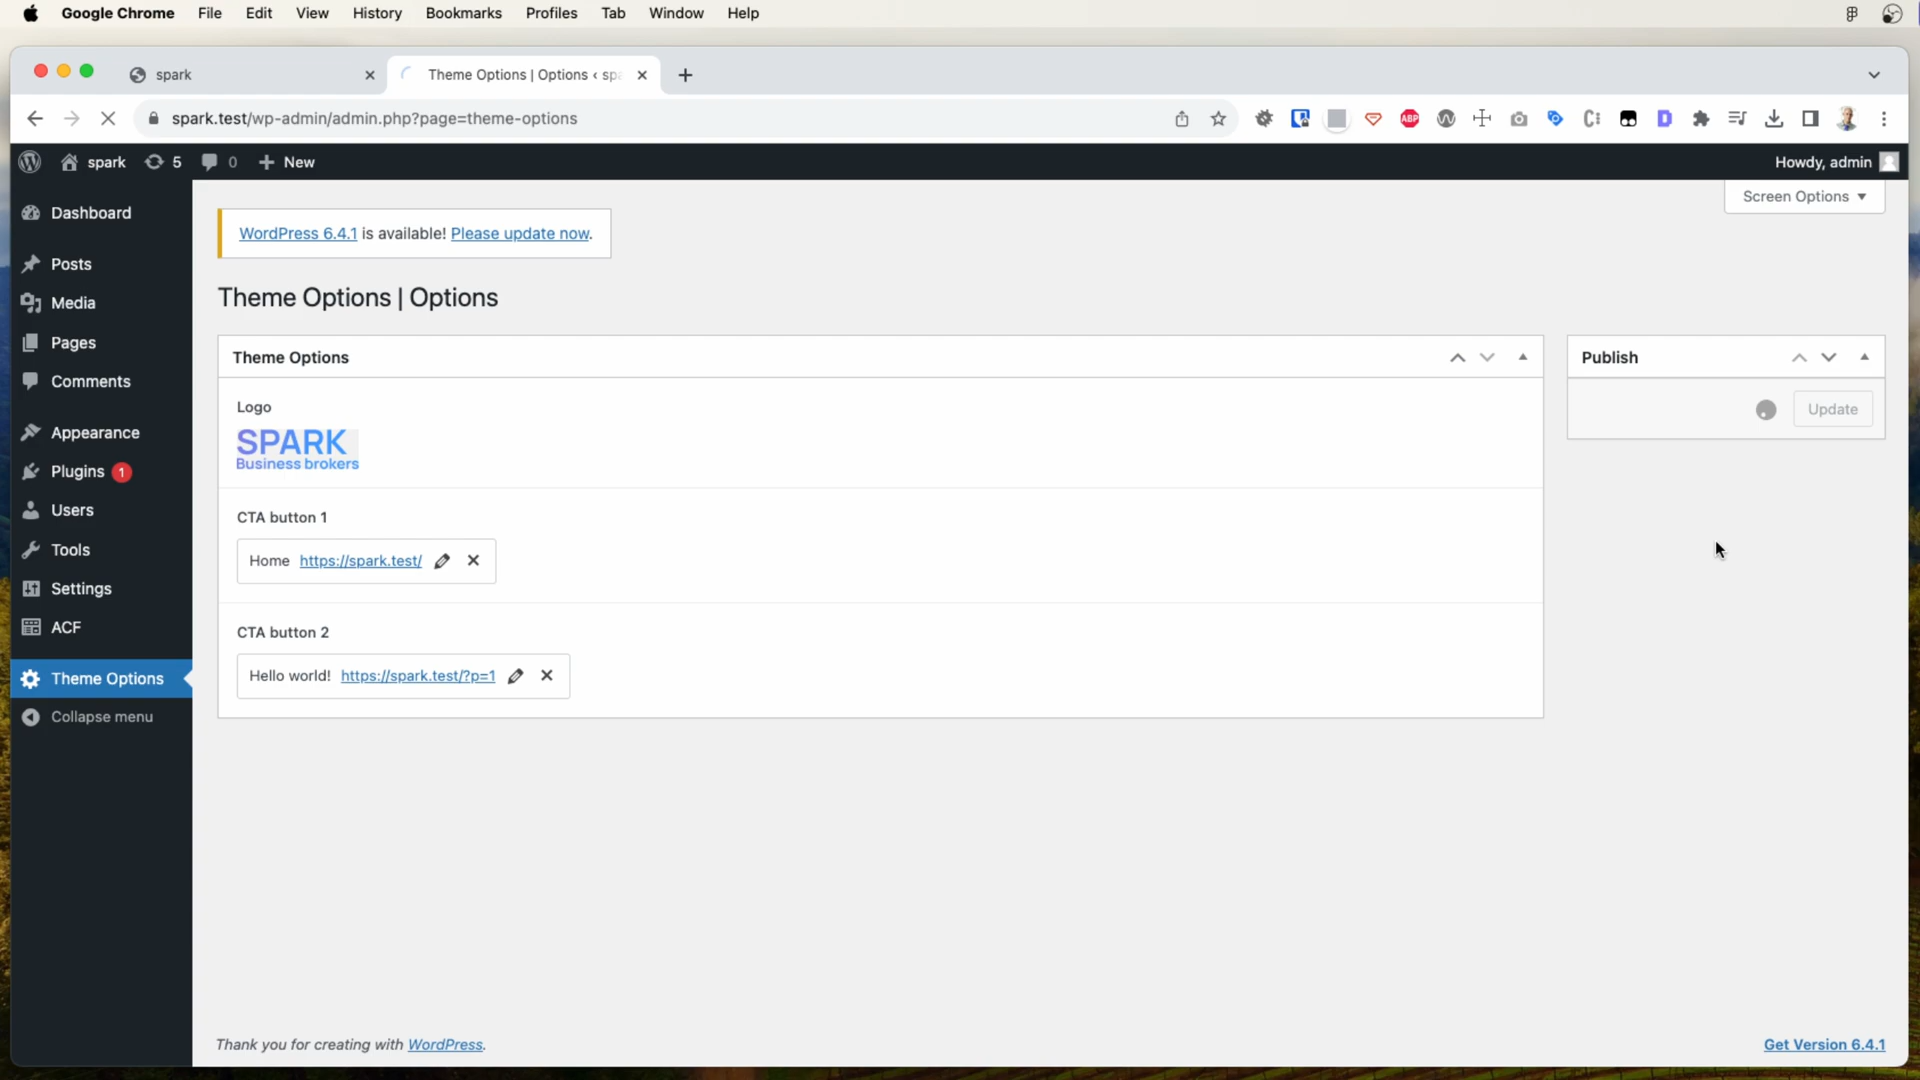 Google Chrome File Edit View History Bookmarks Profiles Tab Window Help
spark
Theme Options | Options ‹ spa
spark.test/wp-admin/admin.php?page=theme-options
ABP
spark 5 0 + New
Howdy, admin
Screen Options ▼
Dashboard
Posts
Media
Pages
Comments
Appearance
Plugins 1
Users
Tools
Settings
ACF
Theme Options
Collapse menu
WordPress 6.4.1 is available! Please update now.
Theme Options | Options
Theme Options
Logo
SPARK
Business brokers
CTA button 1
Home https://spark.test/
CTA button 2
Hello world! https://spark.test/?p=1
Publish
Update
Thank you for creating with WordPress.
Get Version 6.4.1